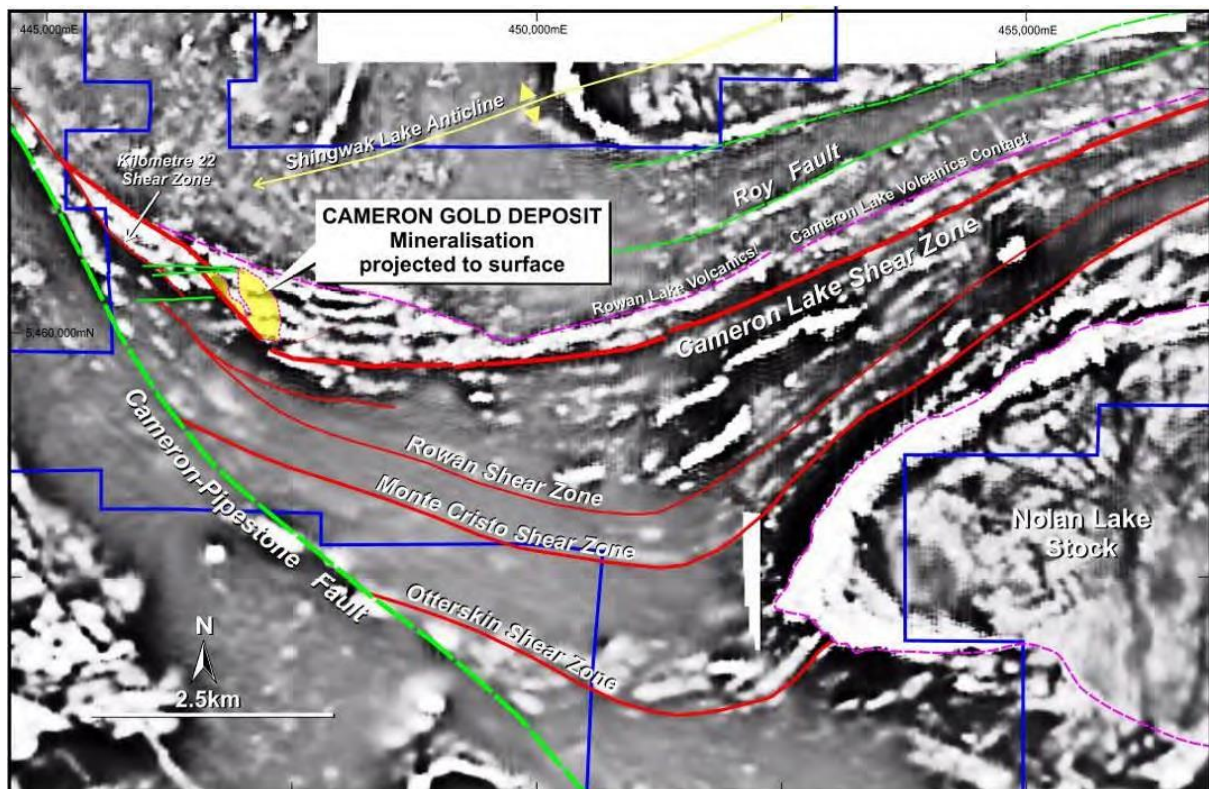 445,000mE
450,000mE
455,000mE
Shingwak Lake Anticline
Kilometre 22
Shear Zone
Roy Fault
CAMERON GOLD DEPOSIT
Mineralisation
projected to surface
Rowan Lake Volcanics/
Cameron Lake Volcanics Contact
Cameron Lake Shear Zone
5,460,000mN
Cameron-Pipestone Fault
Rowan Shear Zone
Monte Cristo Shear Zone
Nolan Lake
Stock
Otterskin Shear Zone
N
2.5km